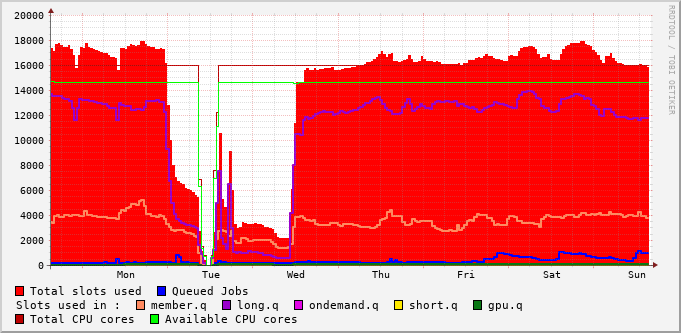 20000
18000
16000
14000
12000
10000
8000
6000
4000
2000
0
Mon Tue Wed Thu Fri Sat Sun
Total slots used Queued Jobs
Slots used in : member.q long.q ondemand.q short.q gpu.q
Total CPU cores Available CPU cores
RRDTOOL / TOBI OETIKER